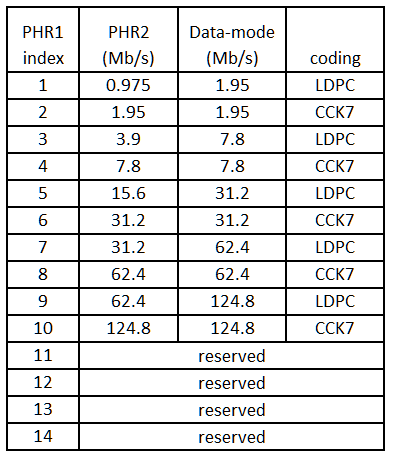 PHR1 index PHR2 (Mb/s) Data-mode (Mb/s) coding
1 0.975 1.95 LDPC
2 1.95 1.95 CCK7
3 3.9 7.8 LDPC
4 7.8 7.8 CCK7
5 15.6 31.2 LDPC
6 31.2 31.2 CCK7
7 31.2 62.4 LDPC
8 62.4 62.4 CCK7
9 62.4 124.8 LDPC
10 124.8 124.8 CCK7
11 reserved
12 reserved
13 reserved
14 reserved